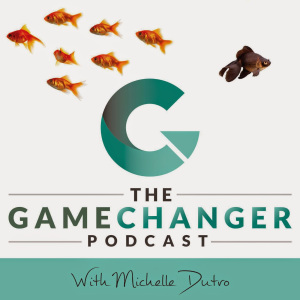 THE
GAMECHANGER
PODCAST
With Michelle Dutro